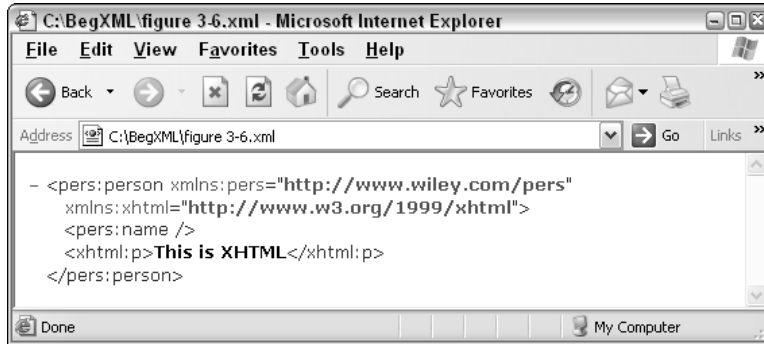 C:\BegXML\figure 3-6.xml - Microsoft Internet Explorer
File Edit View Favorites Tools Help
Back Search Favorites »
Address C:\BegXML\figure 3-6.xml Go Links »
- <pers:person xmlns:pers="http://www.wiley.com/pers"
xmlns:xhtml="http://www.w3.org/1999/xhtml">
<pers:name />
<xhtml:p>This is XHTML</xhtml:p>
</pers:person>
Done My Computer